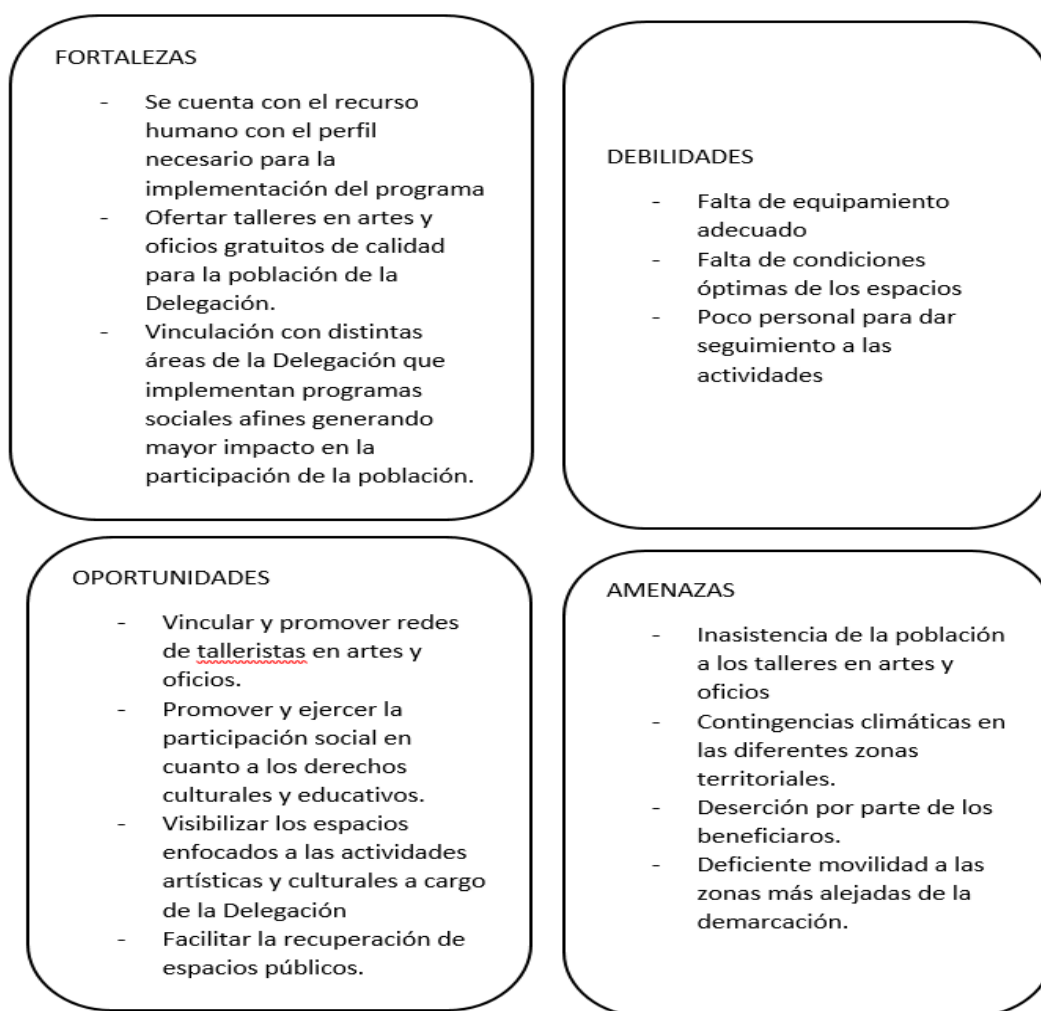 FORTALEZAS
- Se cuenta con el recurso
humano con el perfil
necesario para la
implementación del programa
- Ofertar talleres en artes y
oficios gratuitos de calidad
para la población de la
Delegación.
- Vinculación con distintas
áreas de la Delegación que
implementan programas
sociales afines generando
mayor impacto en la
participación de la población.
DEBILIDADES
- Falta de equipamiento
adecuado
- Falta de condiciones
óptimas de los espacios
- Poco personal para dar
seguimiento a las
actividades
OPORTUNIDADES
- Vincular y promover redes
de talleristas en artes y
oficios.
- Promover y ejercer la
participación social en
cuanto a los derechos
culturales y educativos.
- Visibilizar los espacios
enfocados a las actividades
artísticas y culturales a cargo
de la Delegación
- Facilitar la recuperación de
espacios públicos.
AMENAZAS
- Inasistencia de la población
a los talleres en artes y
oficios
- Contingencias climáticas en
las diferentes zonas
territoriales.
- Deserción por parte de los
beneficiaros.
- Deficiente movilidad a las
zonas más alejadas de la
demarcación.